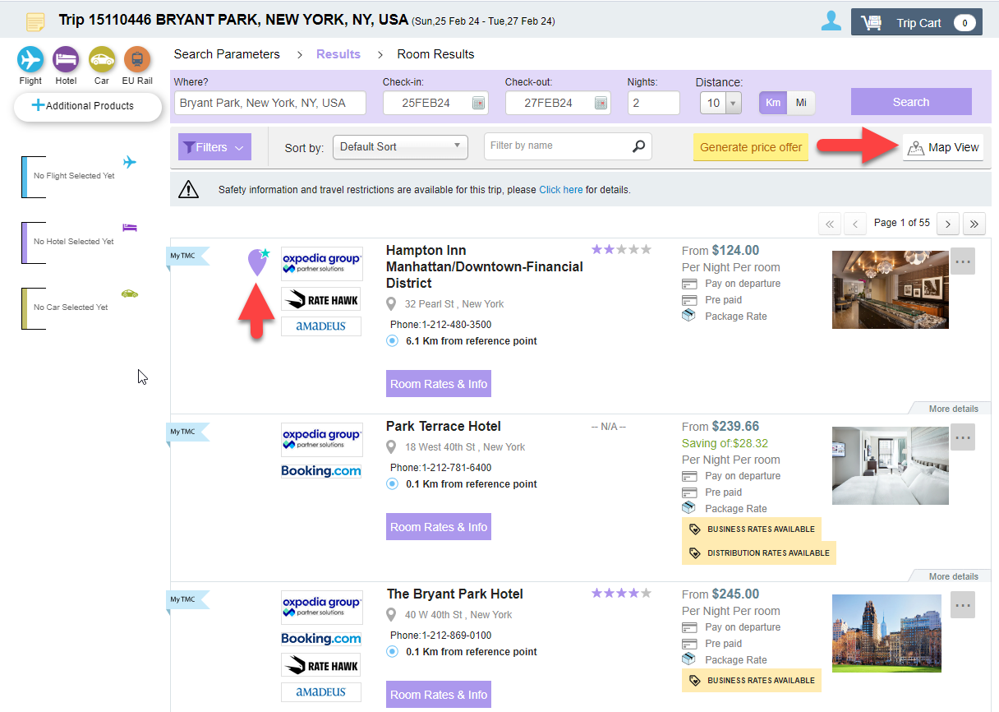 Trip 15110446 BRYANT PARK, NEW YORK, NY, USA (Sun,25 Feb 24 - Tue,27 Feb 24)
Trip Cart 0
Flight Hotel Car EU Rail
Additional Products
Search Parameters > Results > Room Results
Where? Check-in: Check-out: Nights: Distance:
Bryant Park, New York, NY, USA 25FEB24 27FEB24 2 10 Km Mi Search
Filters Sort by: Default Sort Filter by name Generate price offer Map View
No Flight Selected Yet
No Hotel Selected Yet
No Car Selected Yet
Safety information and travel restrictions are available for this trip, please Click here for details.
« < Page 1 of 55 > »
My TMC
expedia group
partner solutions
RATE HAWK
AMADEUS
Hampton Inn
Manhattan/Downtown-Financial
District
32 Pearl St , New York
Phone:1-212-480-3500
6.1 Km from reference point
Room Rates & Info
From $124.00
Per Night Per room
Pay on departure
Pre paid
Package Rate
...
More details
My TMC
expedia group
partner solutions
Booking.com
Park Terrace Hotel
18 West 40th St , New York
Phone:1-212-781-6400
0.1 Km from reference point
Room Rates & Info
-- N/A --
From $239.66
Saving of:$28.32
Per Night Per room
Pay on departure
Pre paid
Package Rate
BUSINESS RATES AVAILABLE
DISTRIBUTION RATES AVAILABLE
...
More details
My TMC
expedia group
partner solutions
Booking.com
RATE HAWK
AMADEUS
The Bryant Park Hotel
40 W 40th St , New York
Phone:1-212-869-0100
0.1 Km from reference point
Room Rates & Info
From $245.00
Per Night Per room
Pay on departure
Pre paid
Package Rate
BUSINESS RATES AVAILABLE
...